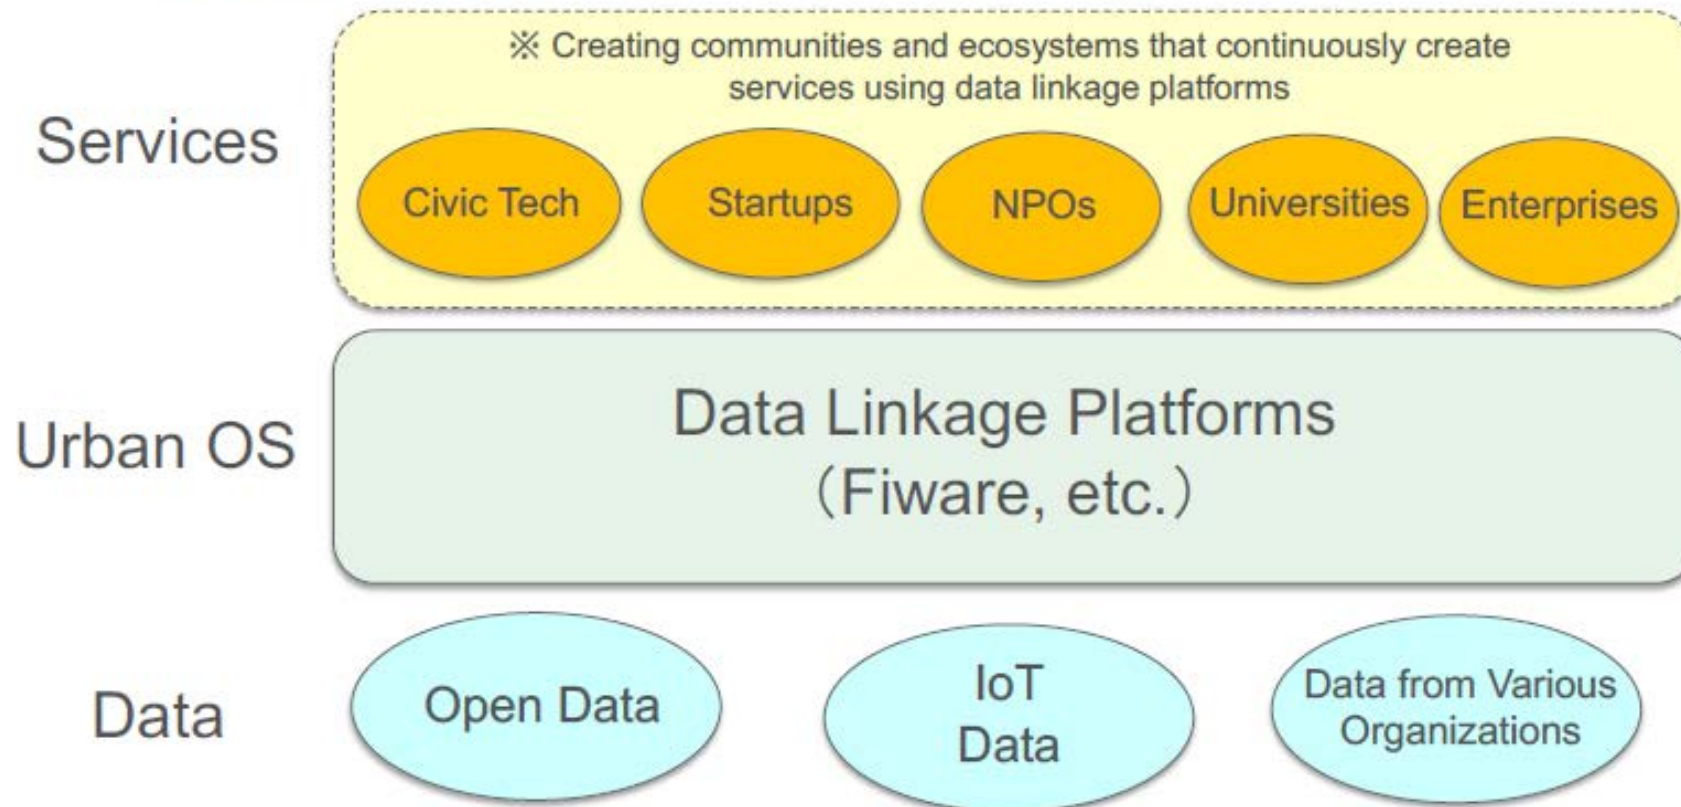 ※ Creating communities and ecosystems that continuously create
services using data linkage platforms
Services
Civic Tech
Startups
NPOs
Universities
Enterprises
Urban OS
Data Linkage Platforms
（Fiware, etc.）
Data
Open Data
IoT
Data
Data from Various
Organizations